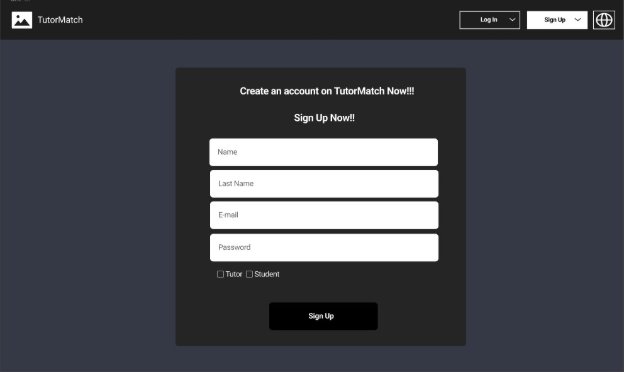 TutorMatch
Log In
Sign Up
Create an account on TutorMatch Now!!!
Sign Up Now!!
Name
Last Name
E-mail
Password
Tutor Student
Sign Up